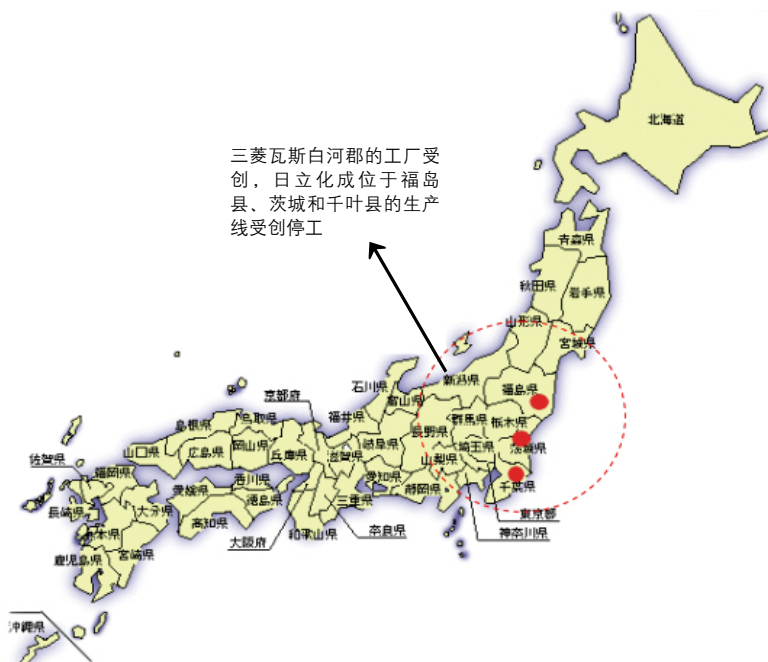 北海道
三菱瓦斯白河郡的工厂受
创，日立化成位于福岛
县、茨城和千叶县的生产
线受创停工
青森県
秋田県
岩手県
山形県
宮城県
新潟県
福島県
石川県
富山県
群馬県
栃木県
茨城県
京都府
福井県
長野県
埼玉県
鳥取県
島根県
岐阜県
山梨県
千葉県
岡山県
兵庫県
滋賀県
広島県
山口県
佐賀県
福岡県
愛知県
静岡県
香川県
愛媛県
徳島県
三重県
東京都
長崎県
大分県
高知県
奈良県
神奈川県
大阪府
和歌山県
熊本県
宮崎県
鹿児島県
沖縄県